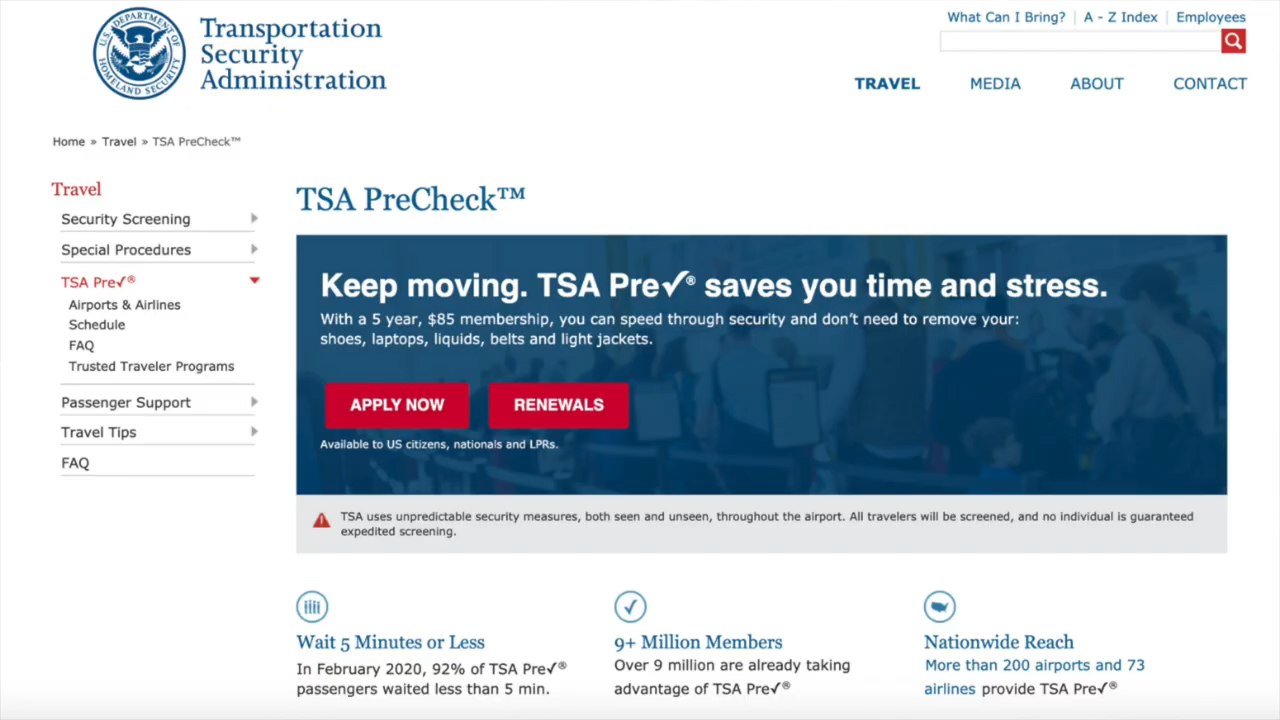 U.S. DEPARTMENT OF
HOMELAND SECURITY
Transportation
Security
Administration
What Can I Bring? | A - Z Index | Employees
TRAVEL MEDIA ABOUT CONTACT
Home » Travel » TSA PreCheck™
Travel
Security Screening
Special Procedures
TSA Pre✓®
Airports & Airlines
Schedule
FAQ
Trusted Traveler Programs
Passenger Support
Travel Tips
FAQ
TSA PreCheck™
Keep moving. TSA Pre✓® saves you time and stress.
With a 5 year, $85 membership, you can speed through security and don’t need to remove your:
shoes, laptops, liquids, belts and light jackets.
APPLY NOW RENEWALS
Available to US citizens, nationals and LPRs.
TSA uses unpredictable security measures, both seen and unseen, throughout the airport. All travelers will be screened, and no individual is guaranteed
expedited screening.
Wait 5 Minutes or Less
In February 2020, 92% of TSA Pre✓®
passengers waited less than 5 min.
9+ Million Members
Over 9 million are already taking
advantage of TSA Pre✓®
Nationwide Reach
More than 200 airports and 73
airlines provide TSA Pre✓®